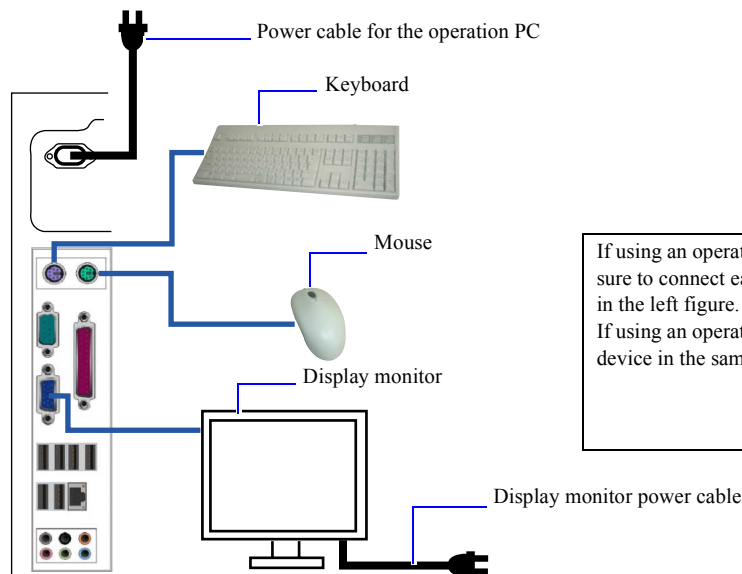 Power cable for the operation PC
Keyboard
Mouse
If using an operat
sure to connect ea
in the left figure.
If using an operat
device in the sam
Display monitor
Display monitor power cable